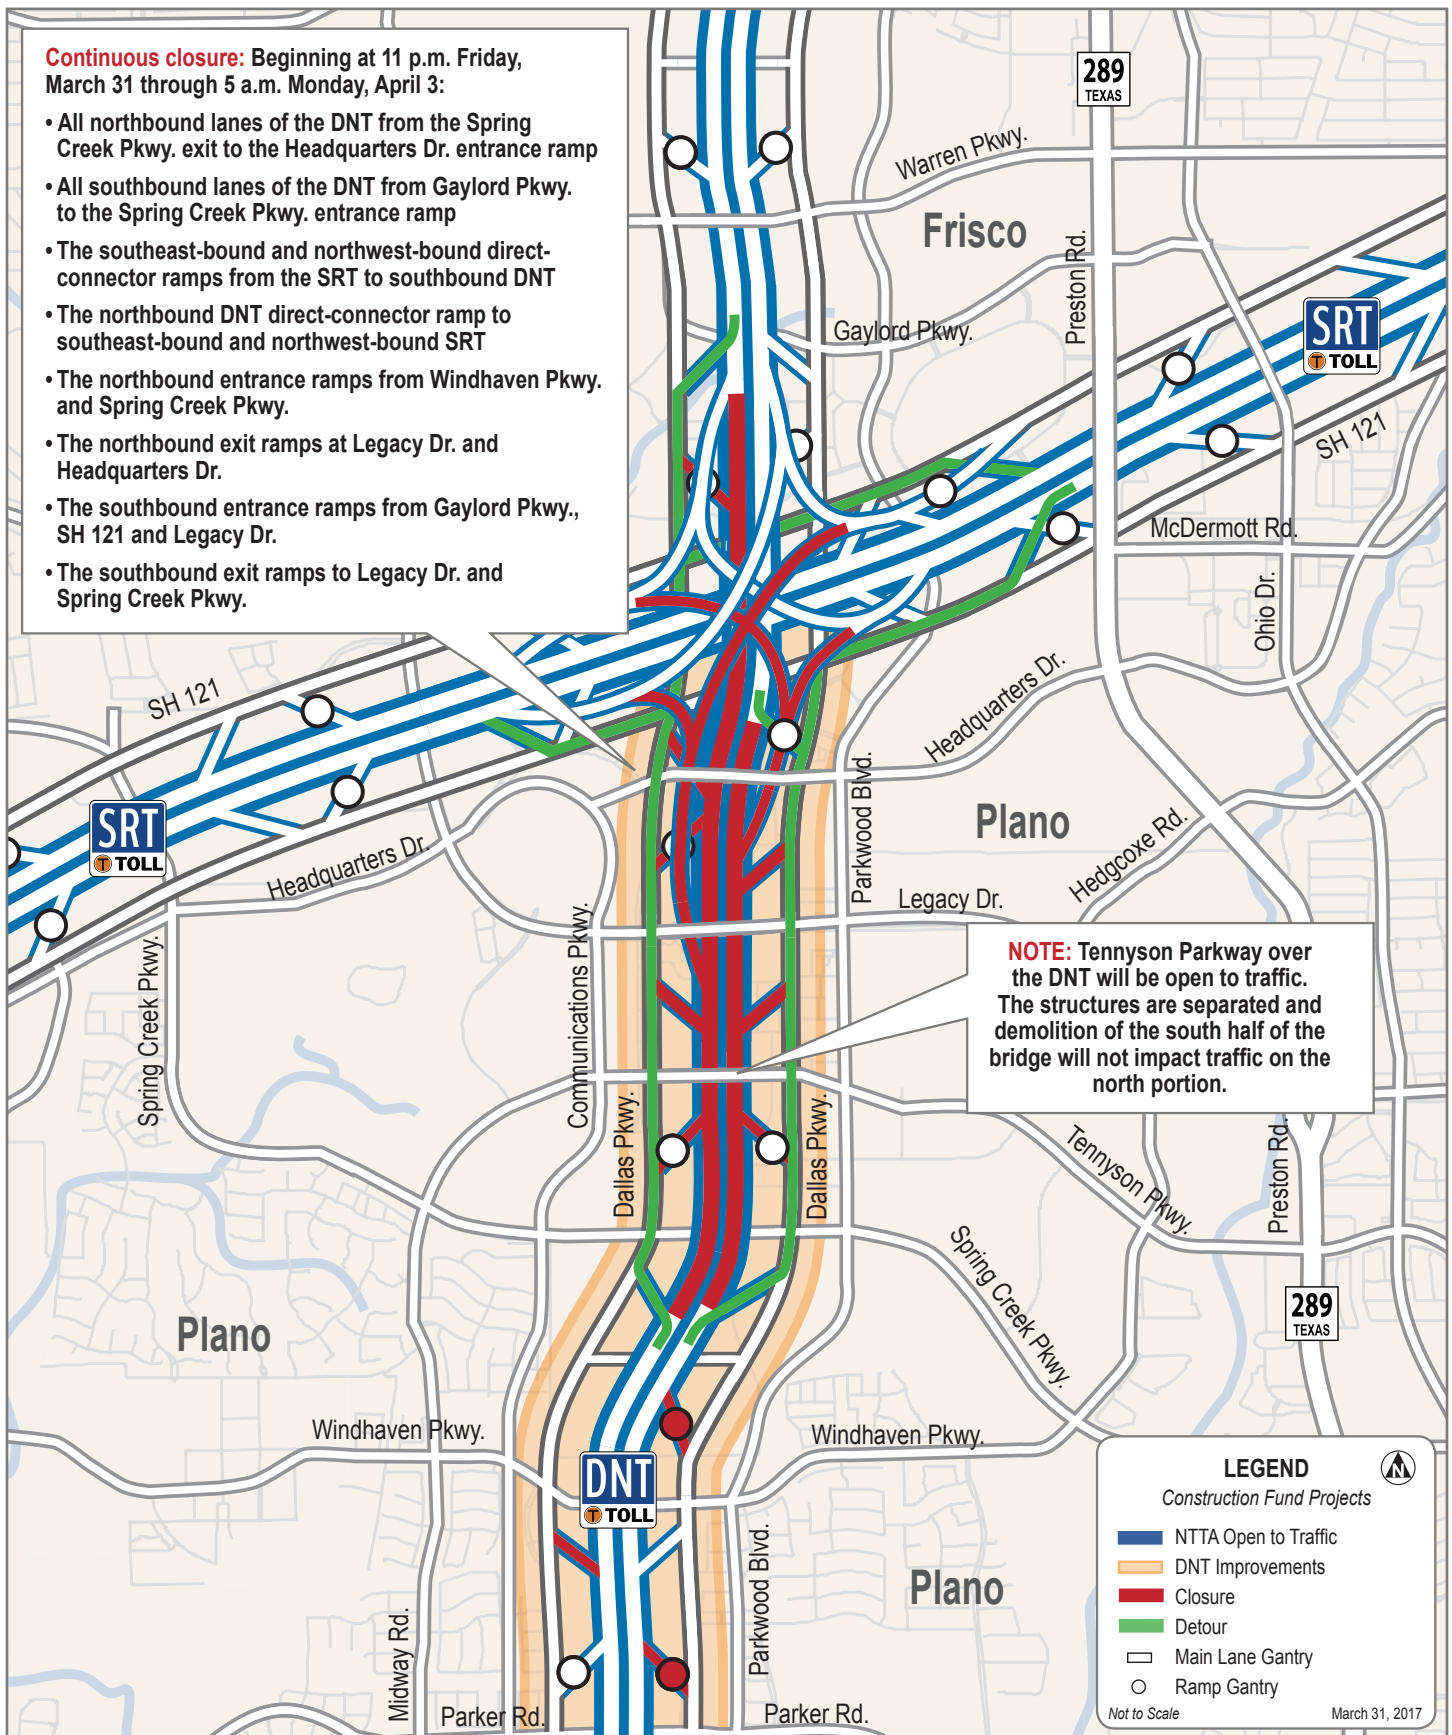 Continuous closure: Beginning at 11 p.m. Friday,
March 31 through 5 a.m. Monday, April 3:
• All northbound lanes of the DNT from the Spring
Creek Pkwy. exit to the Headquarters Dr. entrance ramp
• All southbound lanes of the DNT from Gaylord Pkwy.
to the Spring Creek Pkwy. entrance ramp
• The southeast-bound and northwest-bound direct-
connector ramps from the SRT to southbound DNT
• The northbound DNT direct-connector ramp to
southeast-bound and northwest-bound SRT
• The northbound entrance ramps from Windhaven Pkwy.
and Spring Creek Pkwy.
• The northbound exit ramps at Legacy Dr. and
Headquarters Dr.
• The southbound entrance ramps from Gaylord Pkwy.,
SH 121 and Legacy Dr.
• The southbound exit ramps to Legacy Dr. and
Spring Creek Pkwy.
289
TEXAS
Warren Pkwy.
Frisco
Preston Rd.
Gaylord Pkwy.
SRT
T TOLL
SH 121
McDermott Rd.
Ohio Dr.
SH 121
Headquarters Dr.
Parkwood Blvd.
Plano
Hedgcoxe Rd.
SRT
T TOLL
Headquarters Dr.
Legacy Dr.
Spring Creek Pkwy.
Communications Pkwy.
NOTE: Tennyson Parkway over
the DNT will be open to traffic.
The structures are separated and
demolition of the south half of the
bridge will not impact traffic on the
north portion.
Dallas Pkwy.
Dallas Pkwy.
Tennyson Pkwy.
Preston Rd.
Spring Creek Pkwy.
289
TEXAS
Plano
Windhaven Pkwy.
Windhaven Pkwy.
DNT
T TOLL
Parkwood Blvd.
Plano
Midway Rd.
Parker Rd.
Parker Rd.
LEGEND
N
Construction Fund Projects
NTTA Open to Traffic
DNT Improvements
Closure
Detour
Main Lane Gantry
Ramp Gantry
Not to Scale
March 31, 2017